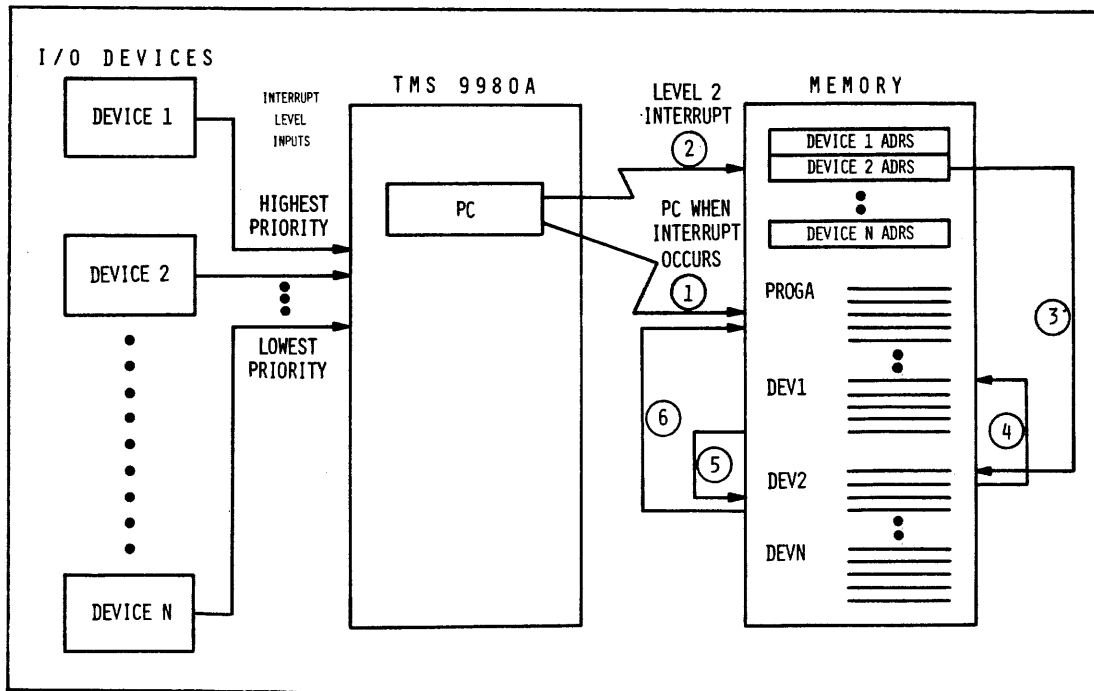 I/O DEVICES
DEVICE 1
DEVICE 2
DEVICE N
INTERRUPT
LEVEL
INPUTS
HIGHEST
PRIORITY
LOWEST
PRIORITY
TMS 9980A
PC
LEVEL 2
INTERRUPT
2
PC WHEN
INTERRUPT
OCCURS
1
6
5
MEMORY
DEVICE 1 ADRS
DEVICE 2 ADRS
DEVICE N ADRS
PROGA
DEV1
DEV2
DEVN
3
4